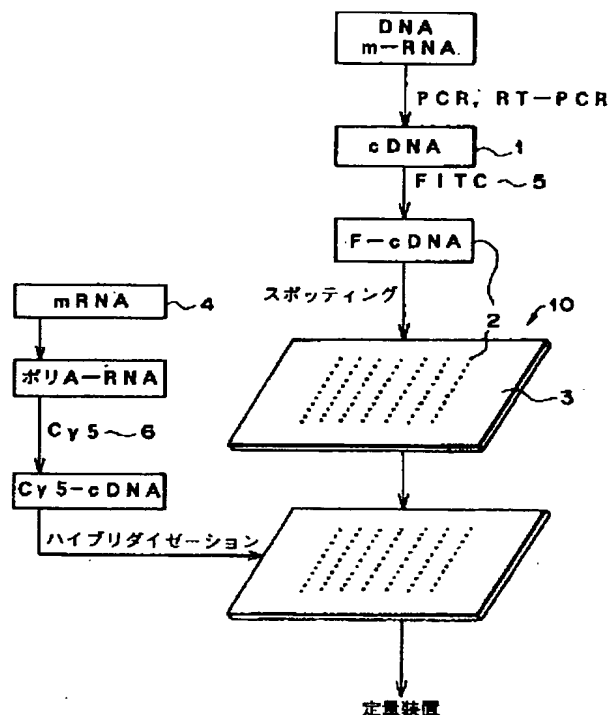 DNA
m-RNA
PCR, RT-PCR
cDNA
1
FITC~5
F-cDNA
スポッティング
2
10
3
mRNA
4
ポリA-RNA
Cy5~6
Cy5-cDNA
ハイブリダイゼーション
定量装置